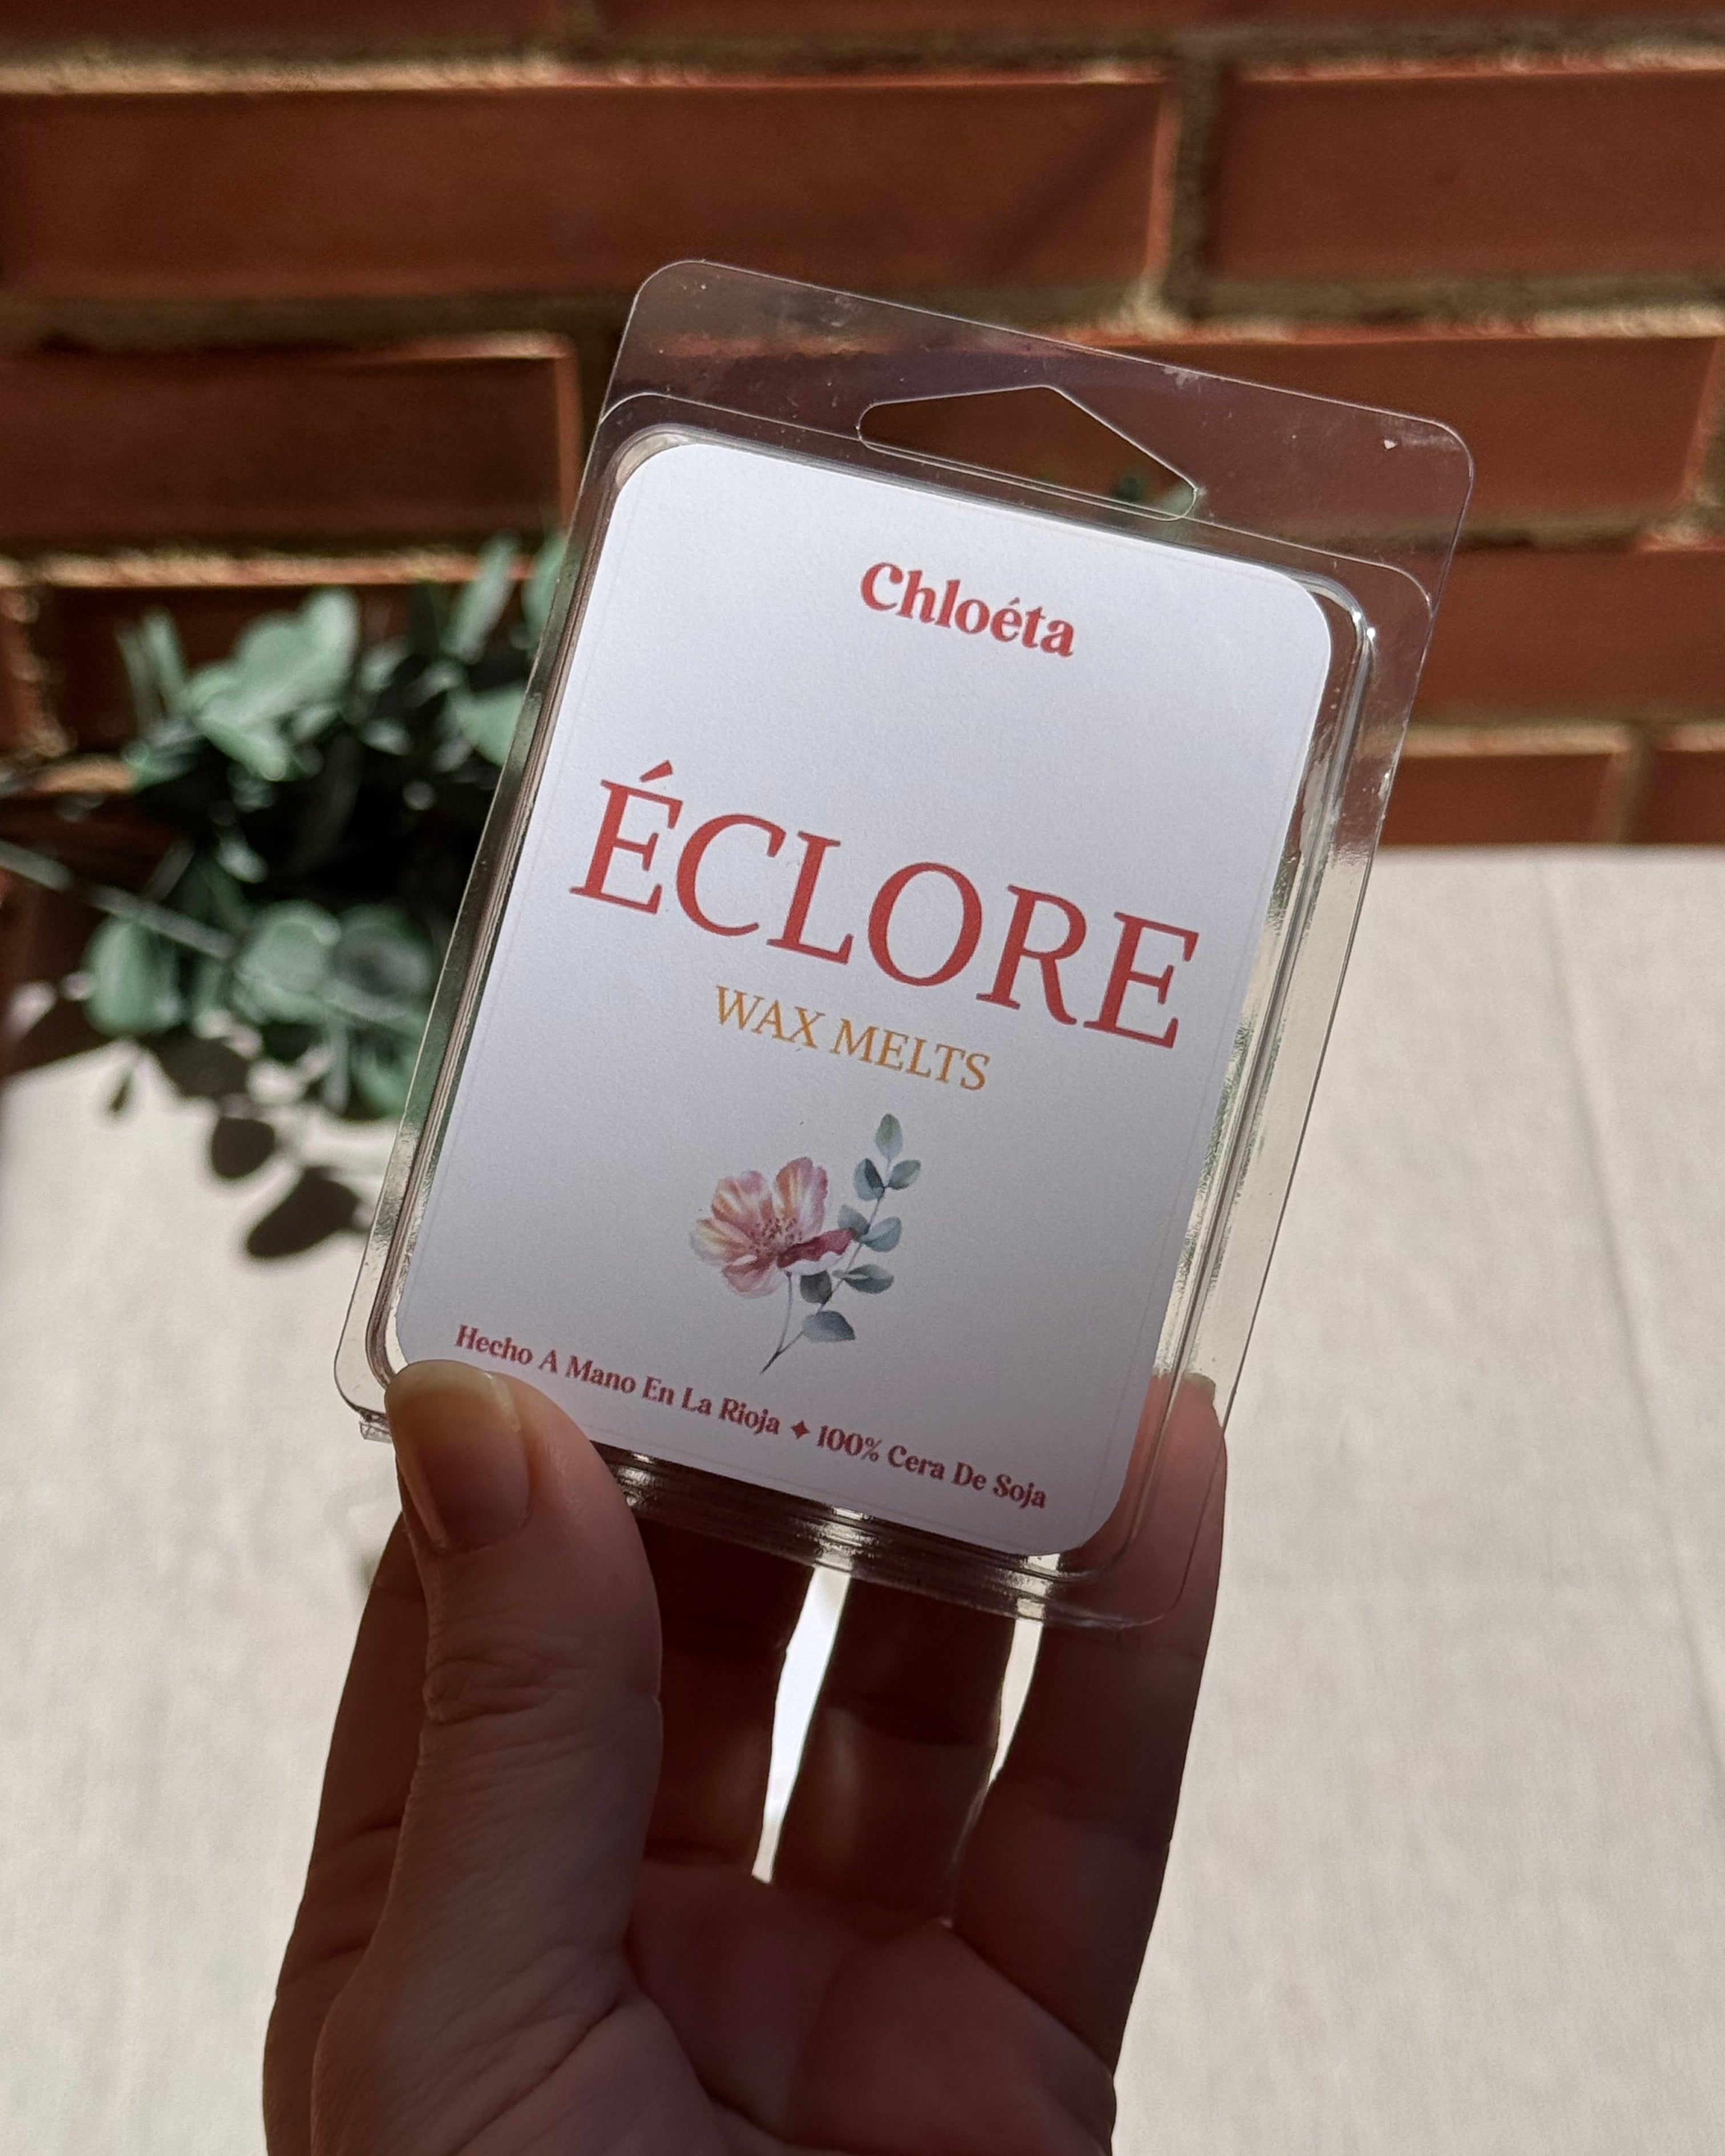 Chloéta
ÉCLORE
WAX MELTS
Hecho A Mano En La Rioja ✦ 100% Cera De Soja